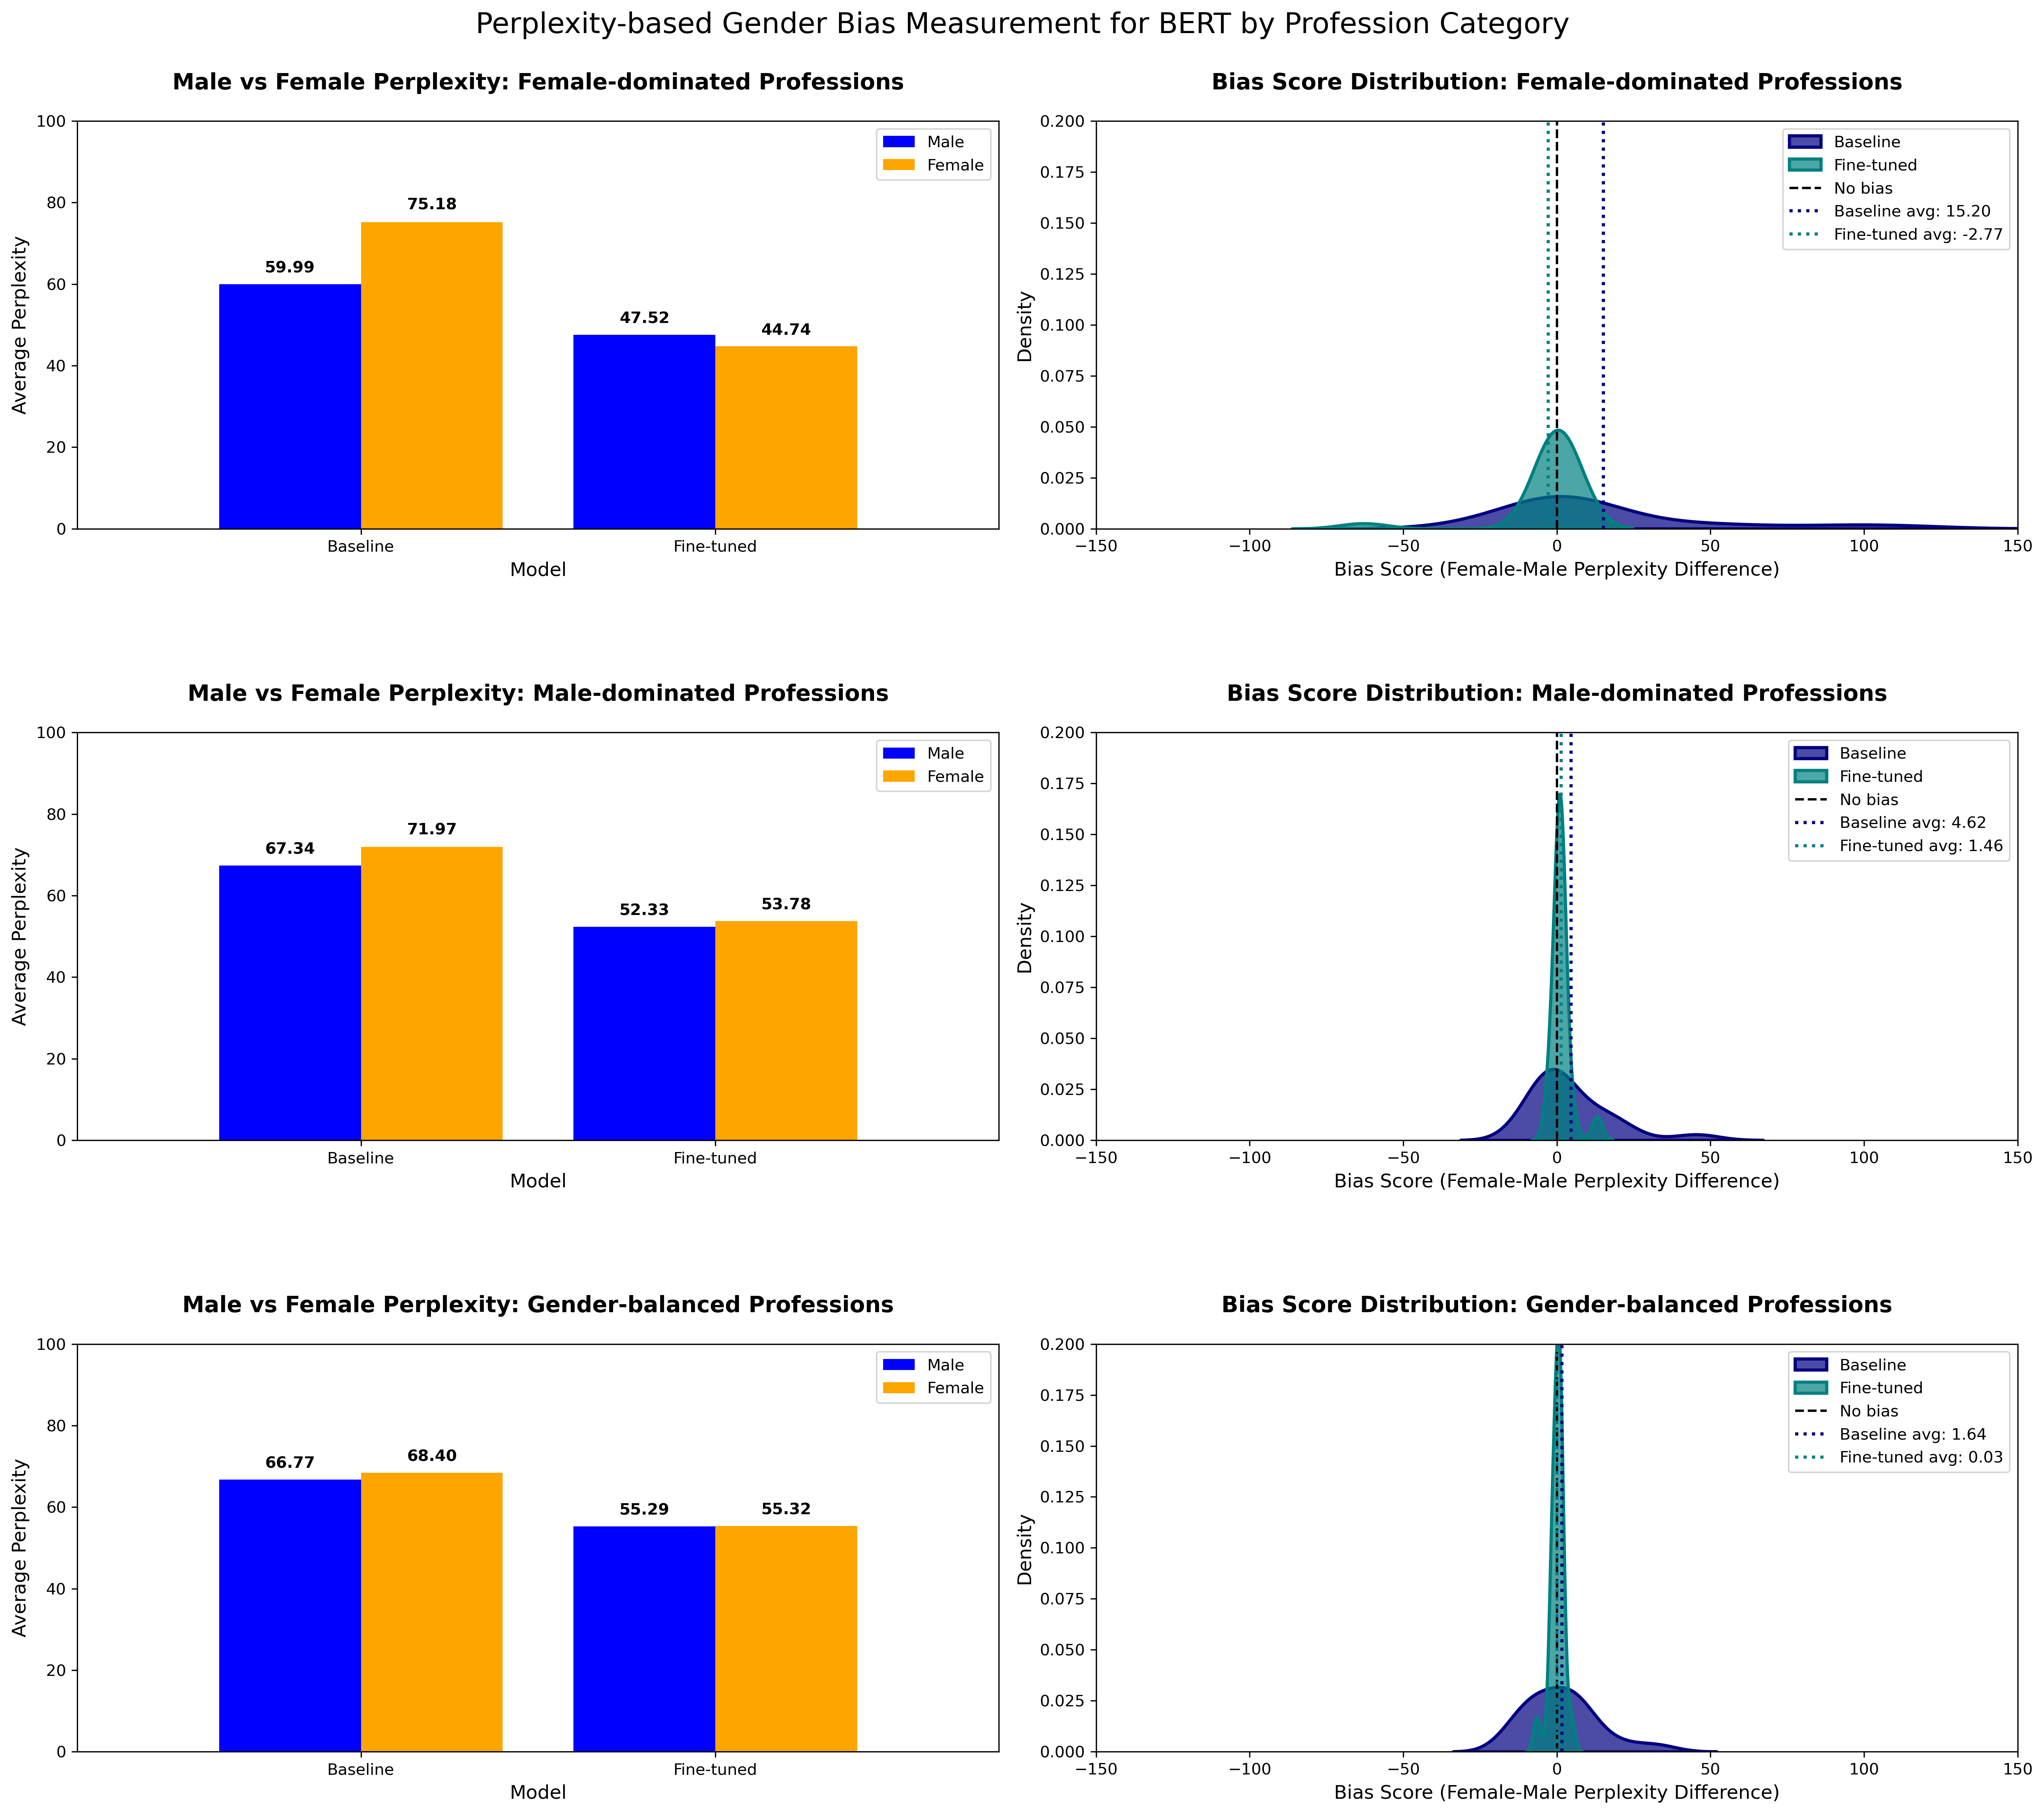 Perplexity-based Gender Bias Measurement for BERT by Profession Category
Male vs Female Perplexity: Female-dominated Professions
100
80
60
40
20
0
Average Perplexity
59.99
75.18
47.52
44.74
Male
Female
Baseline
Fine-tuned
Model
Bias Score Distribution: Female-dominated Professions
0.200
0.175
0.150
0.125
0.100
0.075
0.050
0.025
0.000
Density
Baseline
Fine-tuned
No bias
Baseline avg: 15.20
Fine-tuned avg: -2.77
−150
−100
−50
0
50
100
150
Bias Score (Female-Male Perplexity Difference)
Male vs Female Perplexity: Male-dominated Professions
100
80
60
40
20
0
Average Perplexity
67.34
71.97
52.33
53.78
Male
Female
Baseline
Fine-tuned
Model
Bias Score Distribution: Male-dominated Professions
0.200
0.175
0.150
0.125
0.100
0.075
0.050
0.025
0.000
Density
Baseline
Fine-tuned
No bias
Baseline avg: 4.62
Fine-tuned avg: 1.46
−150
−100
−50
0
50
100
150
Bias Score (Female-Male Perplexity Difference)
Male vs Female Perplexity: Gender-balanced Professions
100
80
60
40
20
0
Average Perplexity
66.77
68.40
55.29
55.32
Male
Female
Baseline
Fine-tuned
Model
Bias Score Distribution: Gender-balanced Professions
0.200
0.175
0.150
0.125
0.100
0.075
0.050
0.025
0.000
Density
Baseline
Fine-tuned
No bias
Baseline avg: 1.64
Fine-tuned avg: 0.03
−150
−100
−50
0
50
100
150
Bias Score (Female-Male Perplexity Difference)